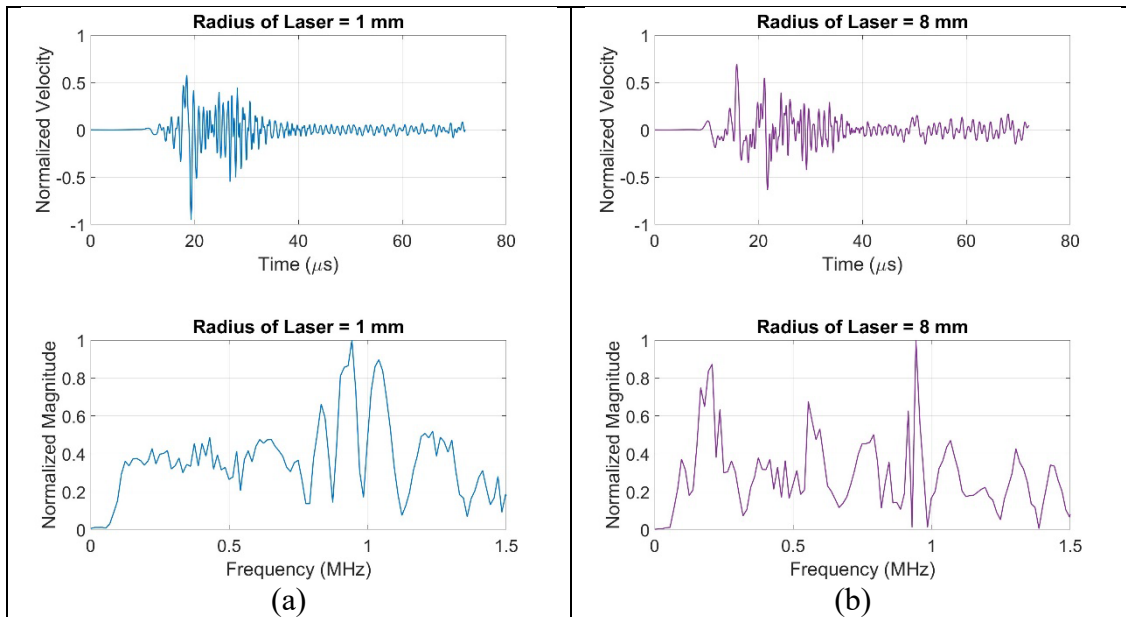 Radius of Laser = 1 mm
1
0.5
0
-0.5
-1
Normalized Velocity
0 20 40 60 80
Time (μs)
Radius of Laser = 1 mm
1
0.8
0.6
0.4
0.2
0
Normalized Magnitude
0 0.5 1 1.5
Frequency (MHz)
(a)
Radius of Laser = 8 mm
1
0.5
0
-0.5
-1
Normalized Velocity
0 20 40 60 80
Time (μs)
Radius of Laser = 8 mm
1
0.8
0.6
0.4
0.2
0
Normalized Magnitude
0 0.5 1 1.5
Frequency (MHz)
(b)